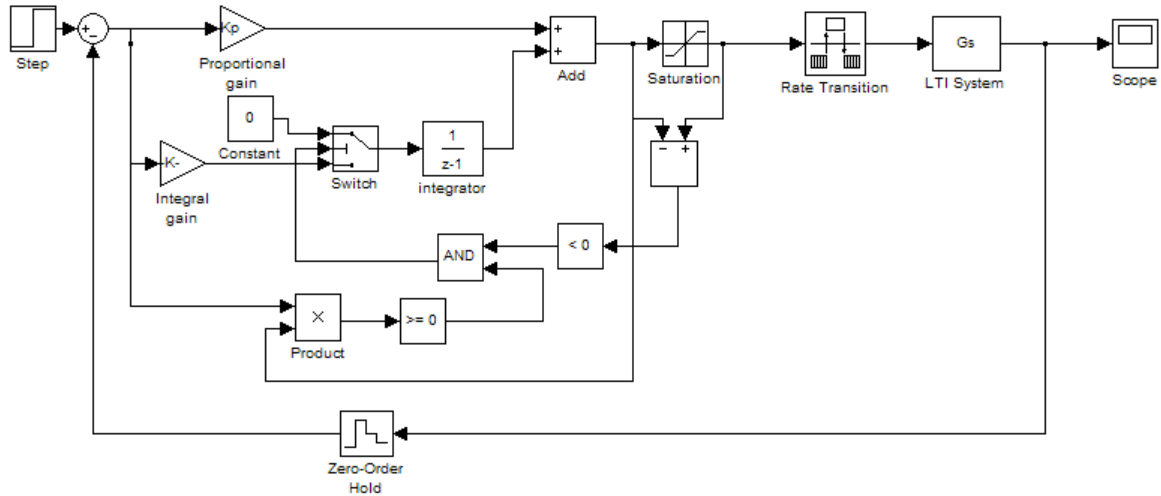 Step
+
−
Kp
Proportional
gain
+
+
Add
Saturation
Rate Transition
Gs
LTI System
Scope
0
Constant
K-
Integral
gain
Switch
1
z-1
integrator
− +
AND
< 0
×
Product
>= 0
Zero-Order
Hold